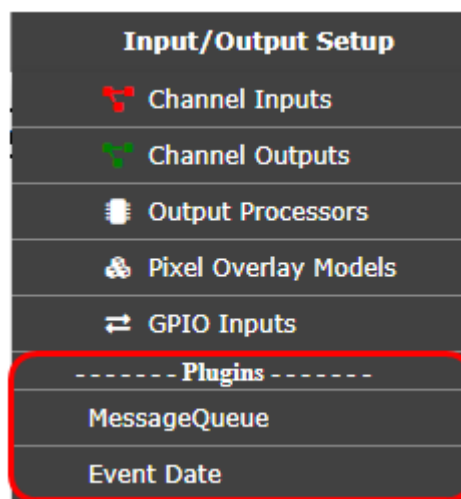 Input/Output Setup
Channel Inputs
Channel Outputs
Output Processors
Pixel Overlay Models
GPIO Inputs
- - - - - - - Plugins - - - - - - -
MessageQueue
Event Date